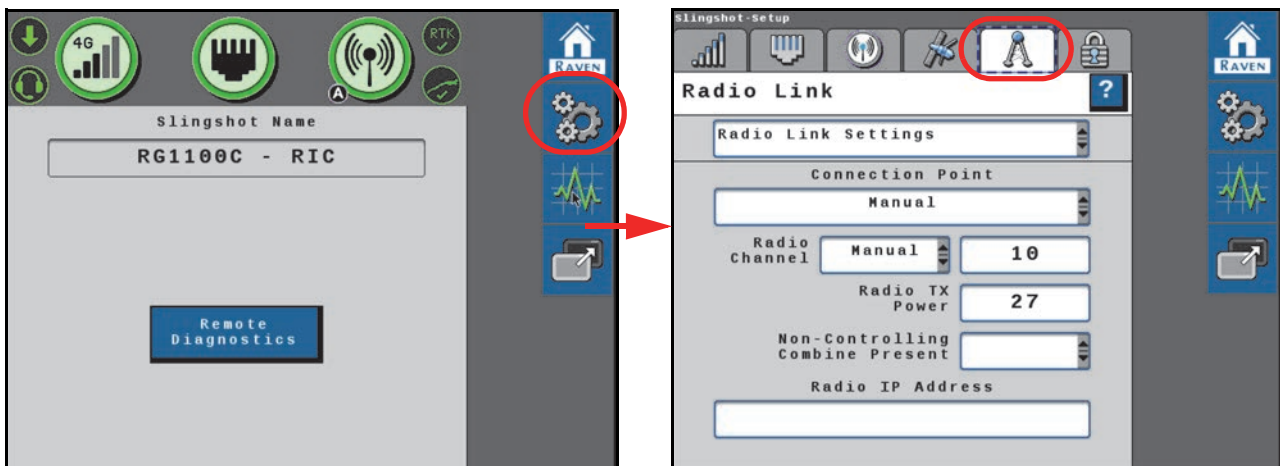 4G
RTK
A
RAVEN
Slingshot Name
RG1100C - RIC
Remote
Diagnostics
Slingshot-Setup
Radio Link
?
RAVEN
Radio Link Settings
Connection Point
Manual
Radio
Channel
Manual
10
Radio TX
Power
27
Non-Controlling
Combine Present
Radio IP Address